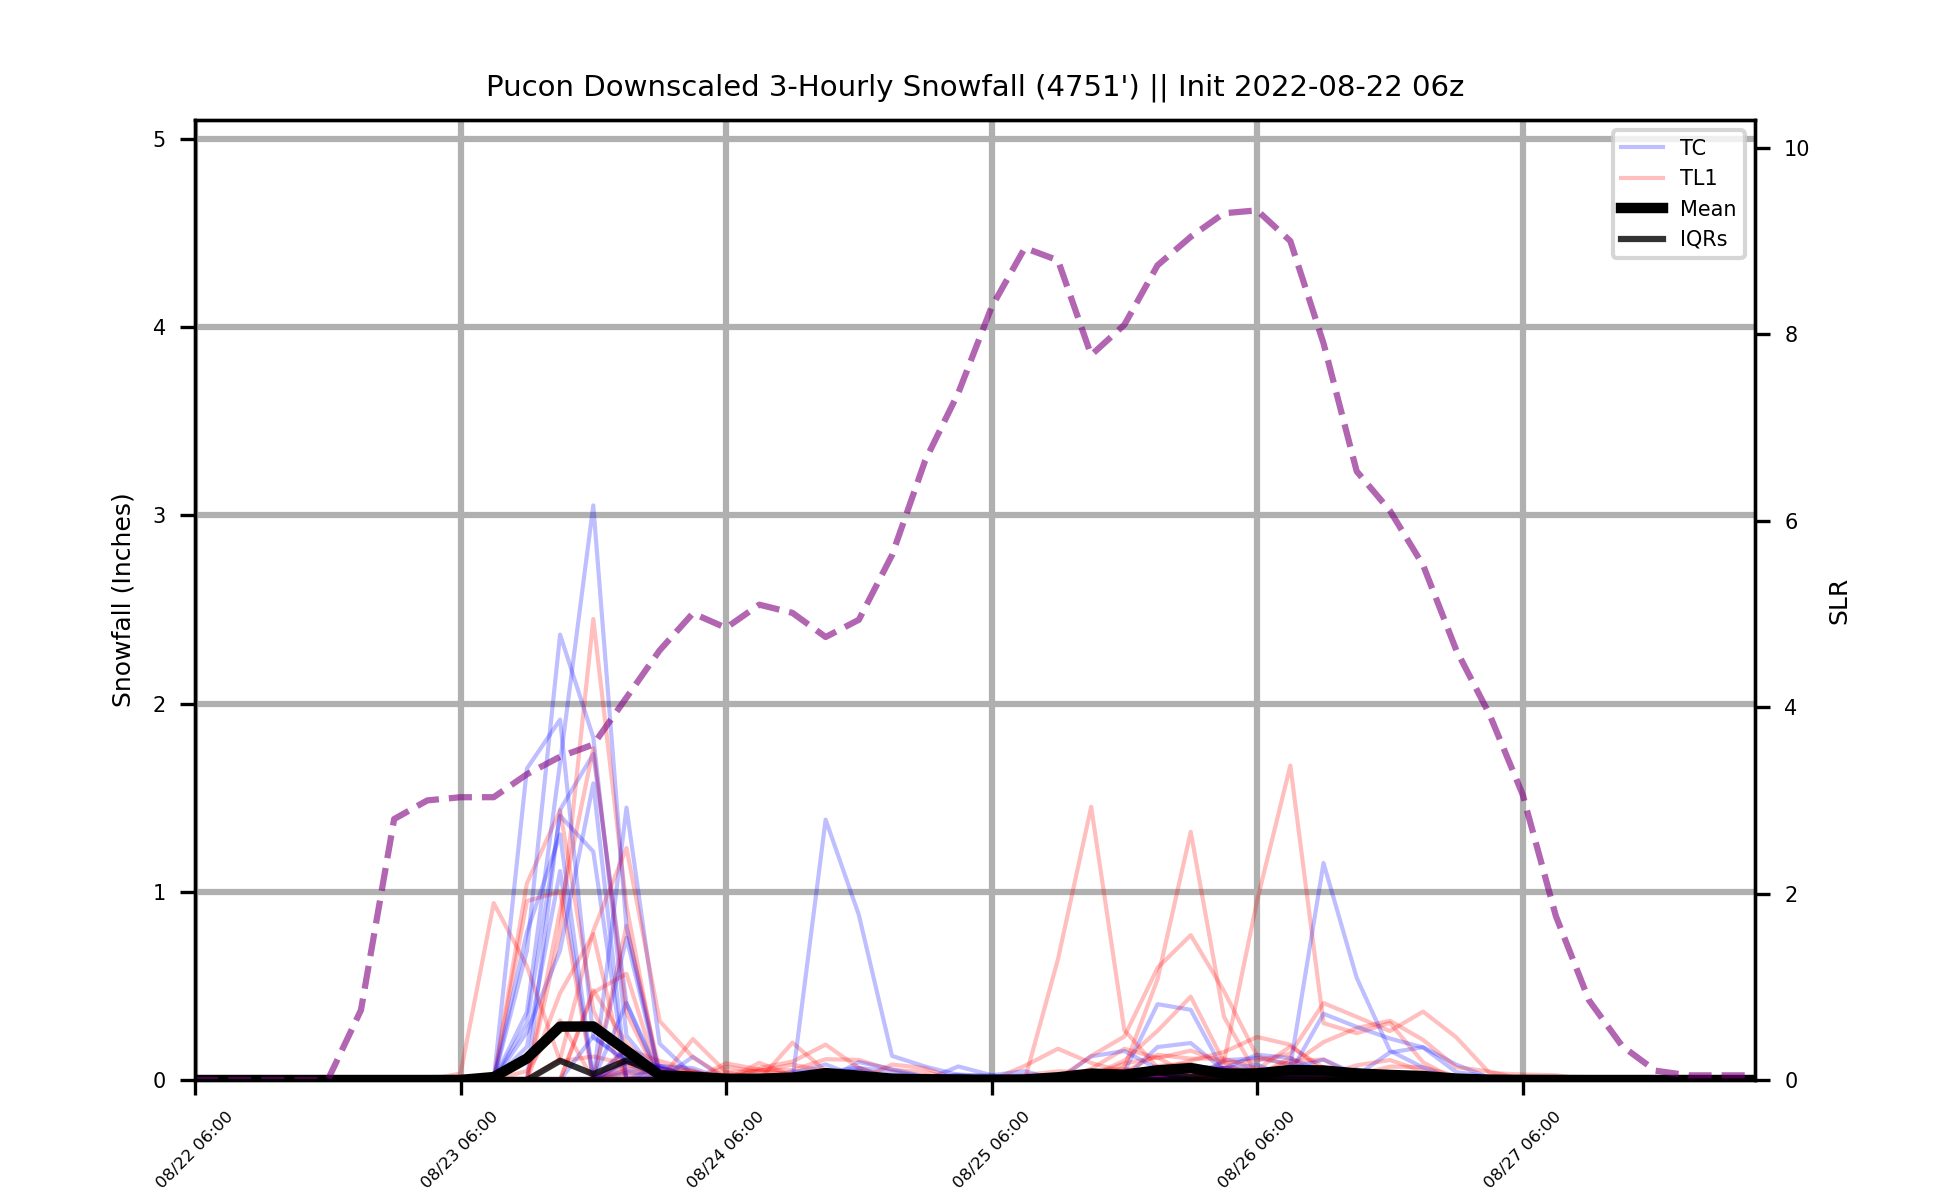 Pucon Downscaled 3-Hourly Snowfall (4751') || Init 2022-08-22 06z
TC
TL1
Mean
IQRs
Snowfall (Inches)
5
4
3
2
1
0
10
8
6
4
2
0
SLR
08/22 06:00
08/23 06:00
08/24 06:00
08/25 06:00
08/26 06:00
08/27 06:00